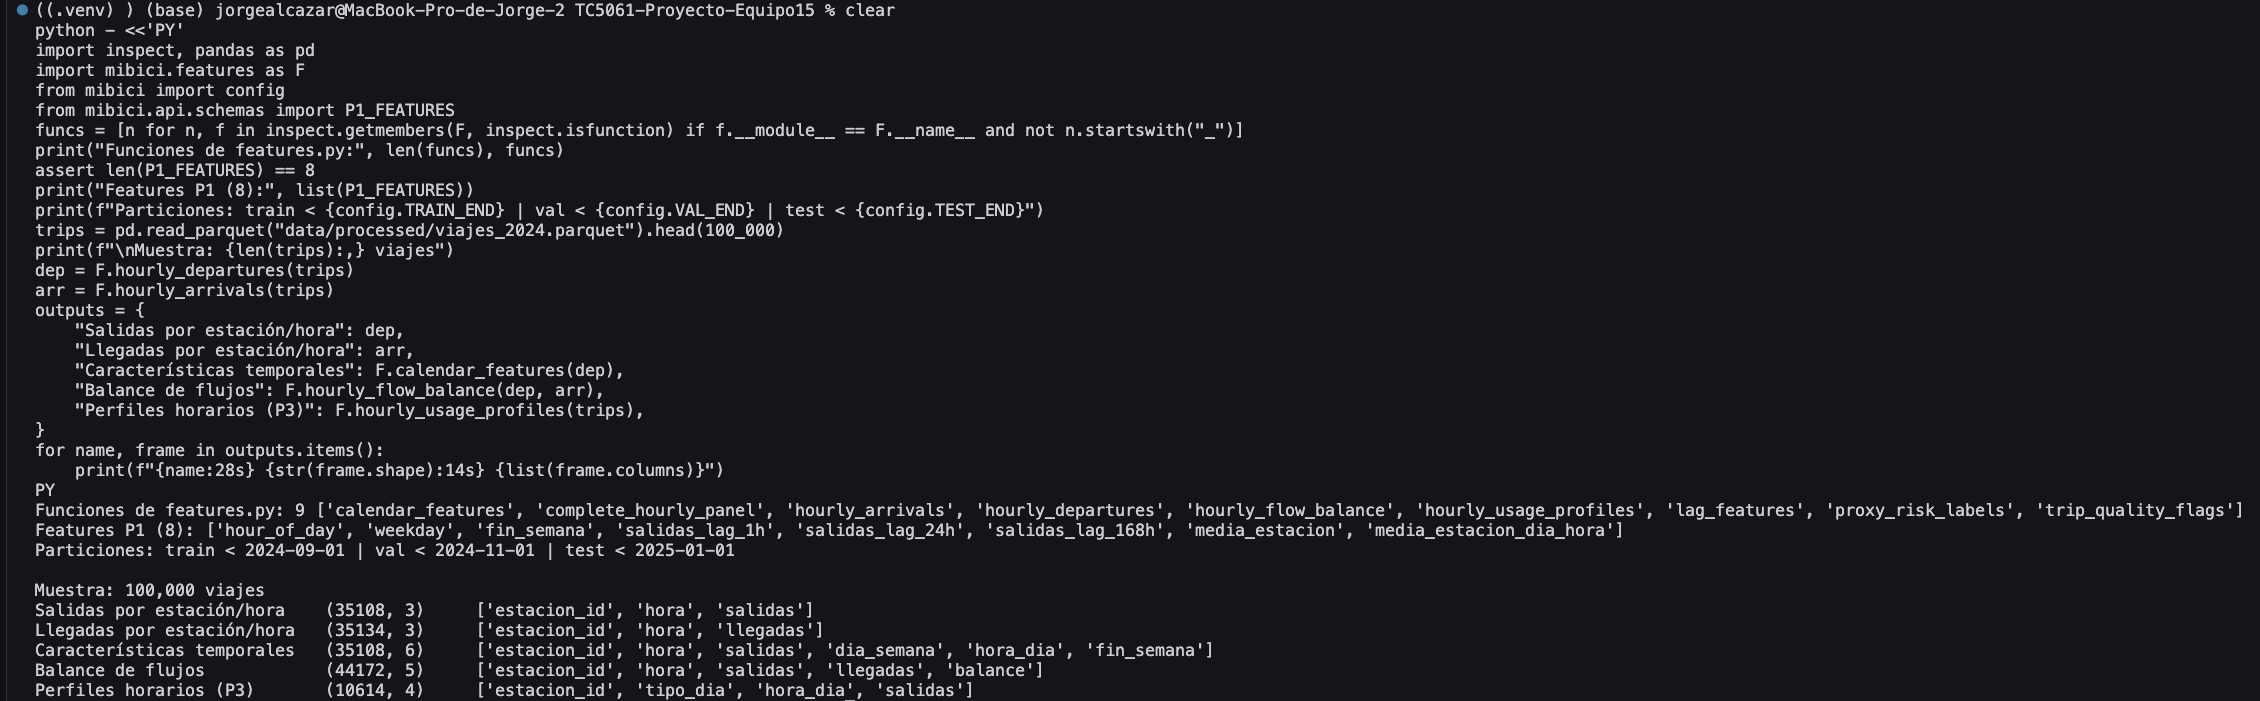 ((.venv) ) (base) jorgealcazar@MacBook-Pro-de-Jorge-2 TC5061-Proyecto-Equipo15 % clear
python - <<'PY'
import inspect, pandas as pd
import mibici.features as F
from mibici import config
from mibici.api.schemas import P1_FEATURES
funcs = [n for n, f in inspect.getmembers(F, inspect.isfunction) if f.__module__ == F.__name__ and not n.startswith("_")]
print("Funciones de features.py:", len(funcs), funcs)
assert len(P1_FEATURES) == 8
print("Features P1 (8):", list(P1_FEATURES))
print(f"Particiones: train < {config.TRAIN_END} | val < {config.VAL_END} | test < {config.TEST_END}")
trips = pd.read_parquet("data/processed/viajes_2024.parquet").head(100_000)
print(f"\nMuestra: {len(trips):,} viajes")
dep = F.hourly_departures(trips)
arr = F.hourly_arrivals(trips)
outputs = {
    "Salidas por estación/hora": dep,
    "Llegadas por estación/hora": arr,
    "Características temporales": F.calendar_features(dep),
    "Balance de flujos": F.hourly_flow_balance(dep, arr),
    "Perfiles horarios (P3)": F.hourly_usage_profiles(trips),
}
for name, frame in outputs.items():
    print(f"{name:28s} {str(frame.shape):14s} {list(frame.columns)}")
PY
Funciones de features.py: 9 ['calendar_features', 'complete_hourly_panel', 'hourly_arrivals', 'hourly_departures', 'hourly_flow_balance', 'hourly_usage_profiles', 'lag_features', 'proxy_risk_labels', 'trip_quality_flags']
Features P1 (8): ['hour_of_day', 'weekday', 'fin_semana', 'salidas_lag_1h', 'salidas_lag_24h', 'salidas_lag_168h', 'media_estacion', 'media_estacion_dia_hora']
Particiones: train < 2024-09-01 | val < 2024-11-01 | test < 2025-01-01

Muestra: 100,000 viajes
Salidas por estación/hora    (35108, 3)     ['estacion_id', 'hora', 'salidas']
Llegadas por estación/hora   (35134, 3)     ['estacion_id', 'hora', 'llegadas']
Características temporales   (35108, 6)     ['estacion_id', 'hora', 'salidas', 'dia_semana', 'hora_dia', 'fin_semana']
Balance de flujos            (44172, 5)     ['estacion_id', 'hora', 'salidas', 'llegadas', 'balance']
Perfiles horarios (P3)       (10614, 4)     ['estacion_id', 'tipo_dia', 'hora_dia', 'salidas']